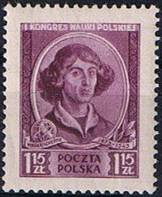 I KONGRES NAUKI POLSKIEJ
1.15 ZŁ
POCZTA
POLSKA
1.15 ZŁ